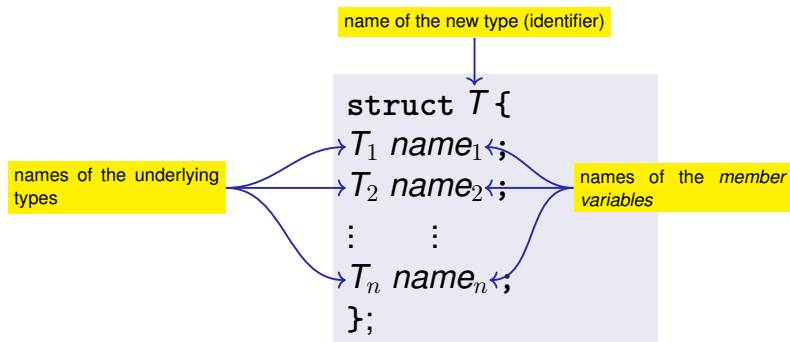 name of the new type (identifier)
struct T {
T₁ name₁ ;
names of the underlying
types
T₂ name₂ ;
names of the member
variables
⋮ ⋮
Tₙ nameₙ ;
};